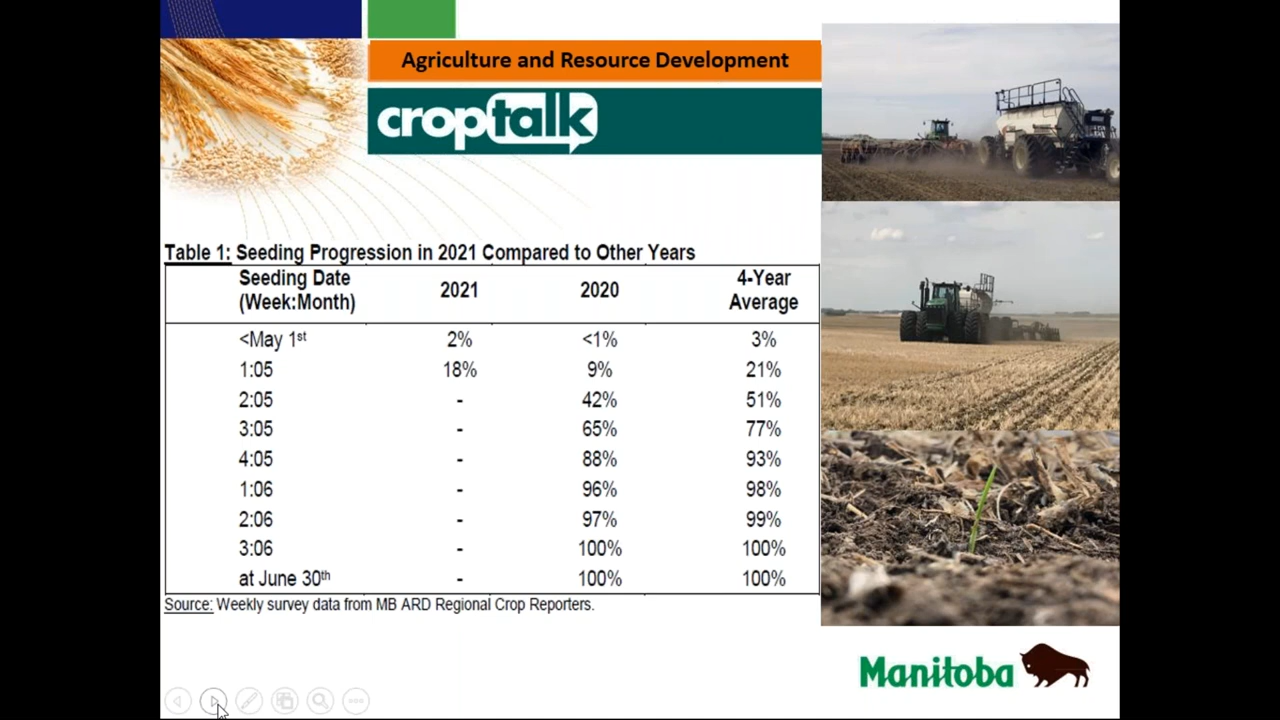 Agriculture and Resource Development
croptalk
Table 1: Seeding Progression in 2021 Compared to Other Years
Seeding Date (Week:Month) 2021 2020 4-Year Average
<May 1st 2% <1% 3%
1:05 18% 9% 21%
2:05 - 42% 51%
3:05 - 65% 77%
4:05 - 88% 93%
1:06 - 96% 98%
2:06 - 97% 99%
3:06 - 100% 100%
at June 30th - 100% 100%
Source: Weekly survey data from MB ARD Regional Crop Reporters.
Manitoba